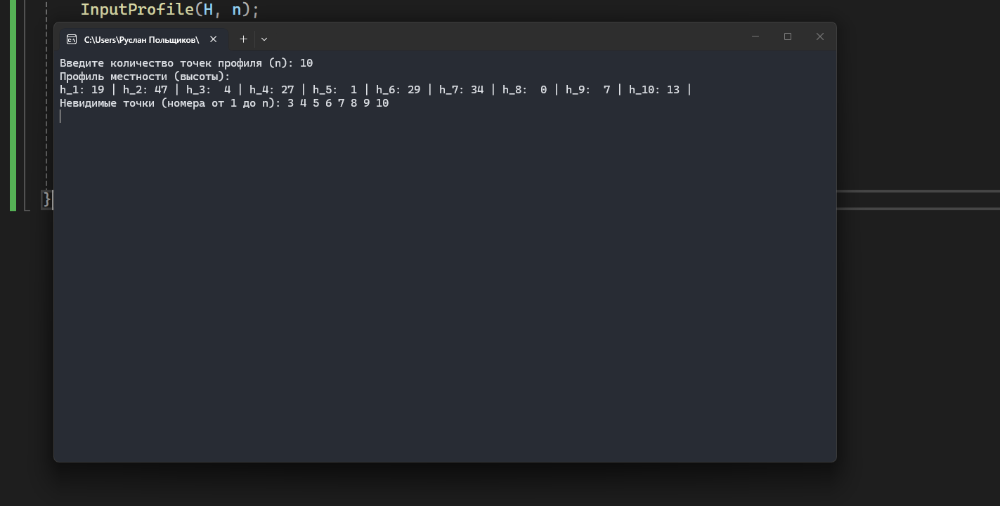 InputProfile(H, n);
C:\Users\Руслан Польщиков\
Введите количество точек профиля (n): 10
Профиль местности (высоты):
h_1: 19 | h_2: 47 | h_3:  4 | h_4: 27 | h_5:  1 | h_6: 29 | h_7: 34 | h_8:  0 | h_9:  7 | h_10: 13 |
Невидимые точки (номера от 1 до n): 3 4 5 6 7 8 9 10
}